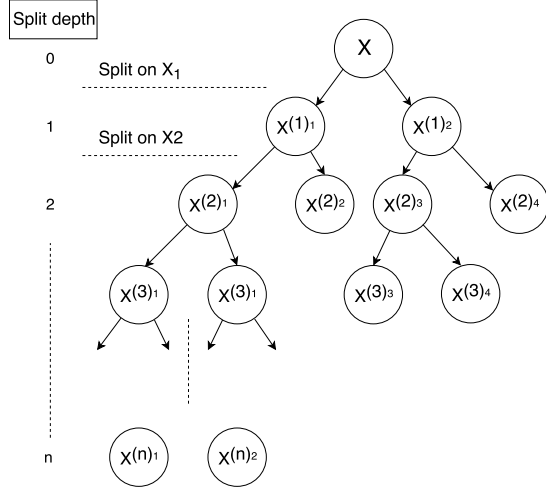 Split depth
X
0
Split on X₁
1
X(1)₁
X(1)₂
Split on X2
2
X(2)₁
X(2)₂
X(2)₃
X(2)₄
X(3)₁
X(3)₁
X(3)₃
X(3)₄
n
X(n)₁
X(n)₂